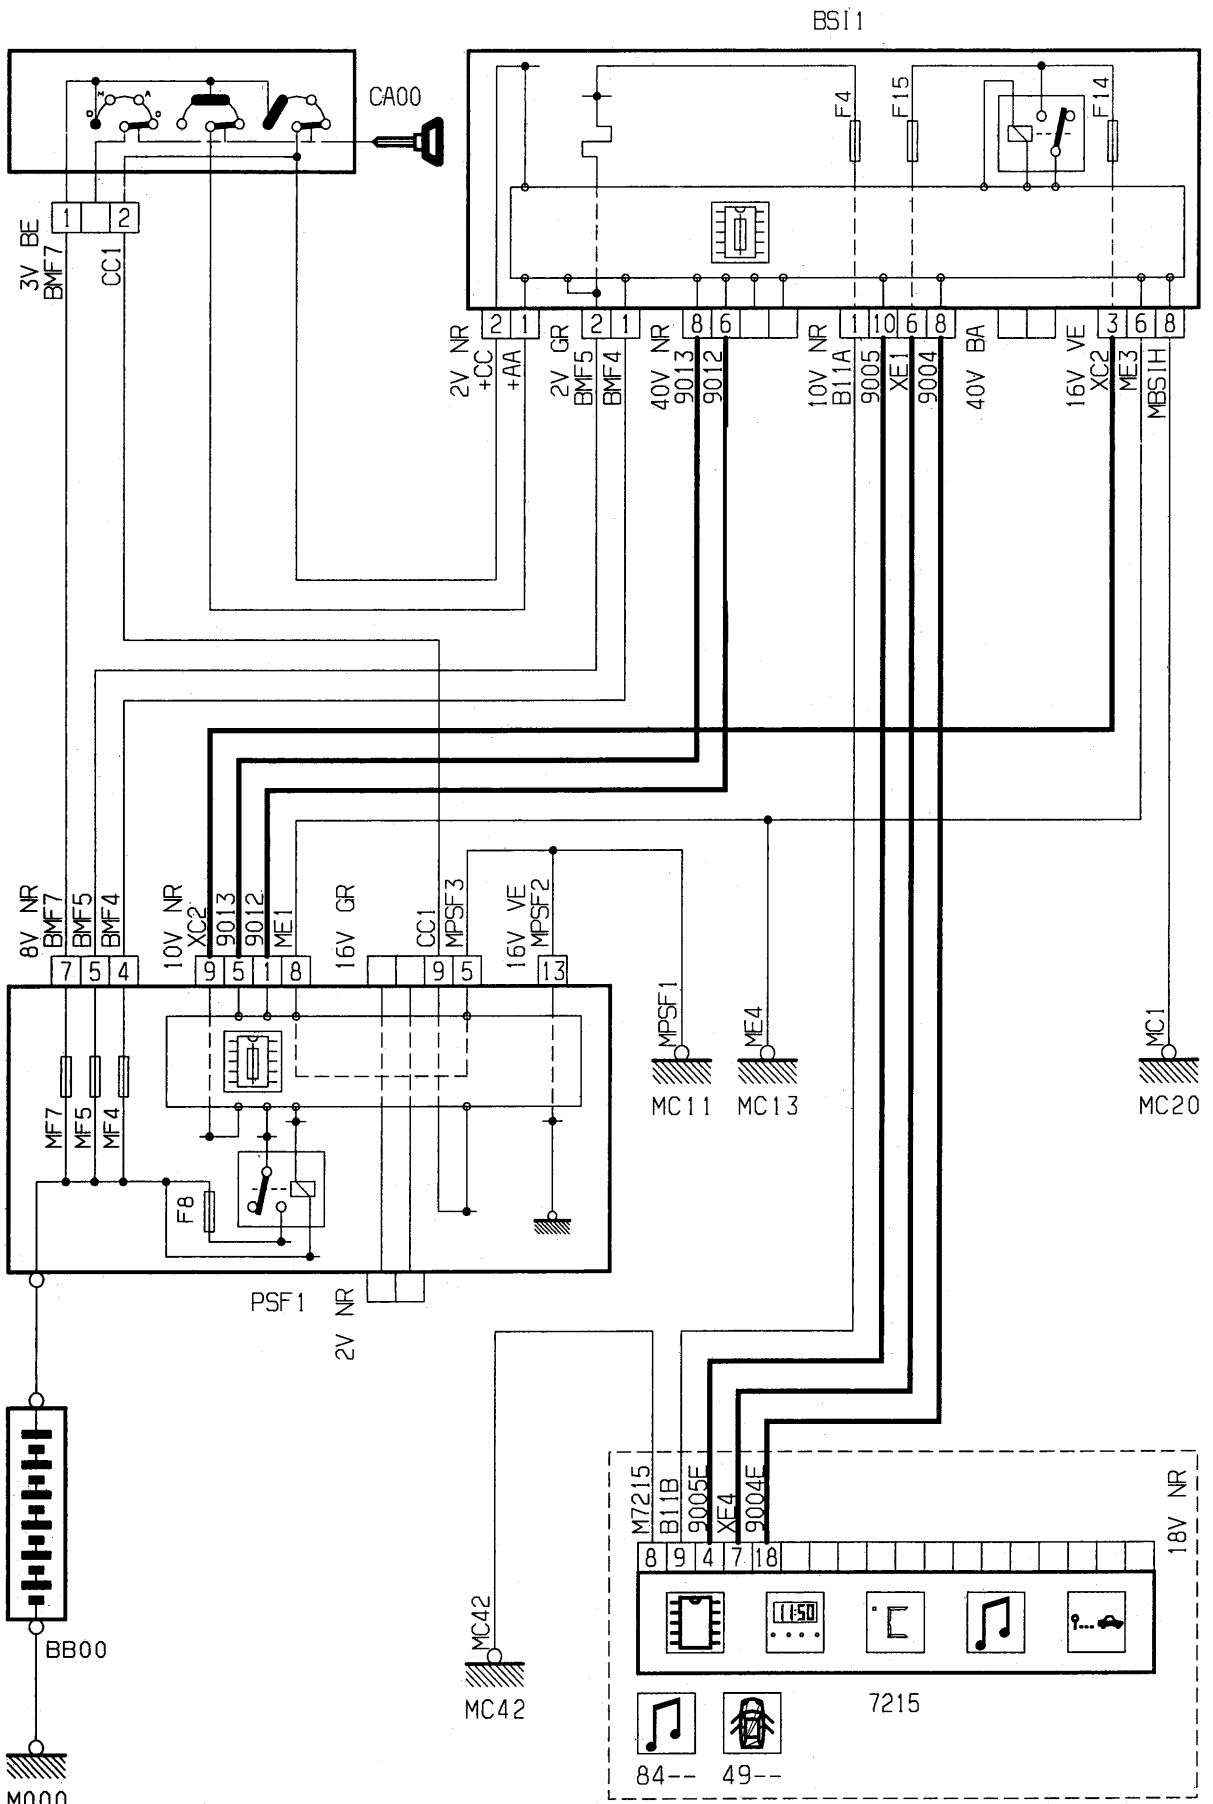 BSI1
CA00
M
A
D
D
F4
F15
F14
1
2
3V BE
BMF7
CC1
2
1
2
1
8
6
1
10
6
8
3
6
8
2V NR
+CC
+AA
2V GR
BMF5
BMF4
40V NR
9013
9012
10V NR
B11A
9005
XE1
9004
40V BA
16V VE
XC2
ME3
MBSIH
8V NR
BMF7
BMF5
BMF4
10V NR
XC2
9013
9012
ME1
16V GR
CC1
MPSF3
16V VE
MPSF2
7
5
4
9
5
1
8
9
5
13
MPSF1
ME4
MC1
MC11
MC13
MC20
MF7
MF5
MF4
F8
PSF1
2V NR
M7215
B11B
9005E
XE4
9004E
18V NR
8
9
4
7
18
11:50
°C
BB00
MC42
MC42
7215
84--
49--
M000